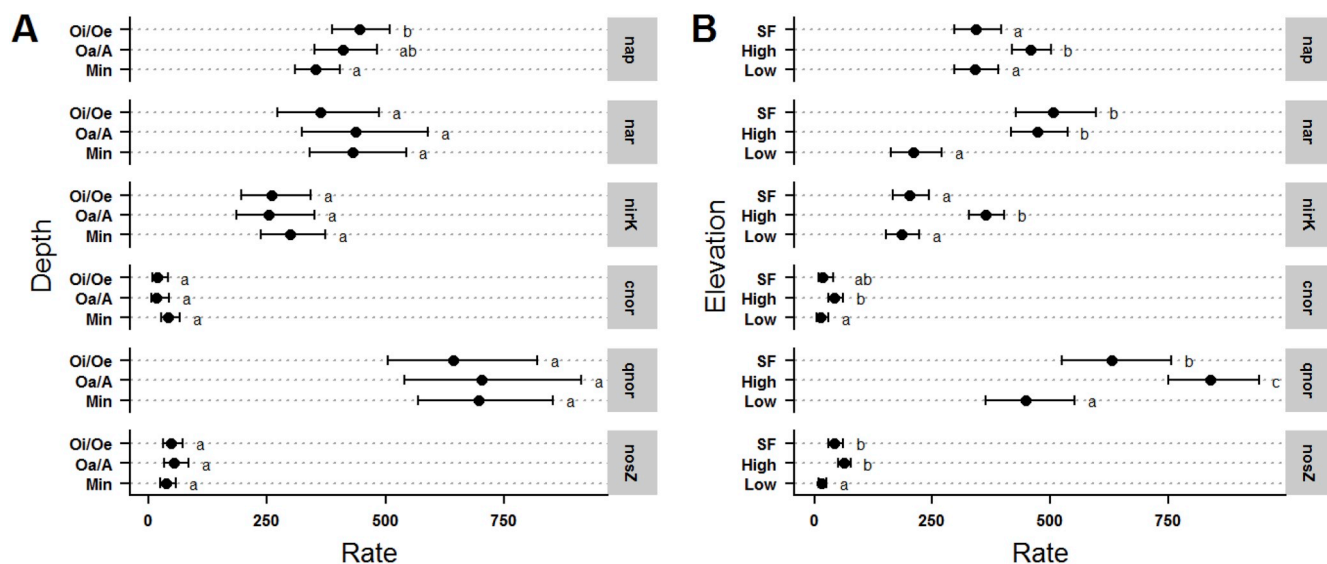 A
Depth
Oi/Oe b
Oa/A ab
Min a
nap
Oi/Oe a
Oa/A a
Min a
nar
Oi/Oe a
Oa/A a
Min a
nirK
Oi/Oe a
Oa/A a
Min a
cnor
Oi/Oe a
Oa/A a
Min a
qnor
Oi/Oe a
Oa/A a
Min a
nosZ
0 250 500 750
Rate
B
Elevation
SF a
High b
Low a
nap
SF b
High b
Low a
nar
SF a
High b
Low a
nirK
SF ab
High b
Low a
cnor
SF b
High c
Low a
qnor
SF b
High b
Low a
nosZ
0 250 500 750
Rate